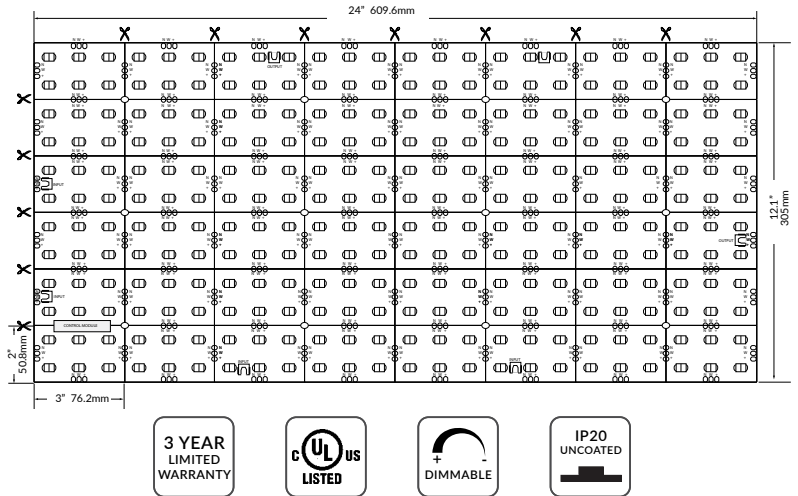 24" 609.6mm
OUTPUT
INPUT
12.1"
305mm
OUTPUT
INPUT
CONTROL MODULE
2"
50.8mm
INPUT
INPUT
3" 76.2mm
3 YEAR
LIMITED
WARRANTY
C UL US
LISTED
+ -
DIMMABLE
IP20
UNCOATED